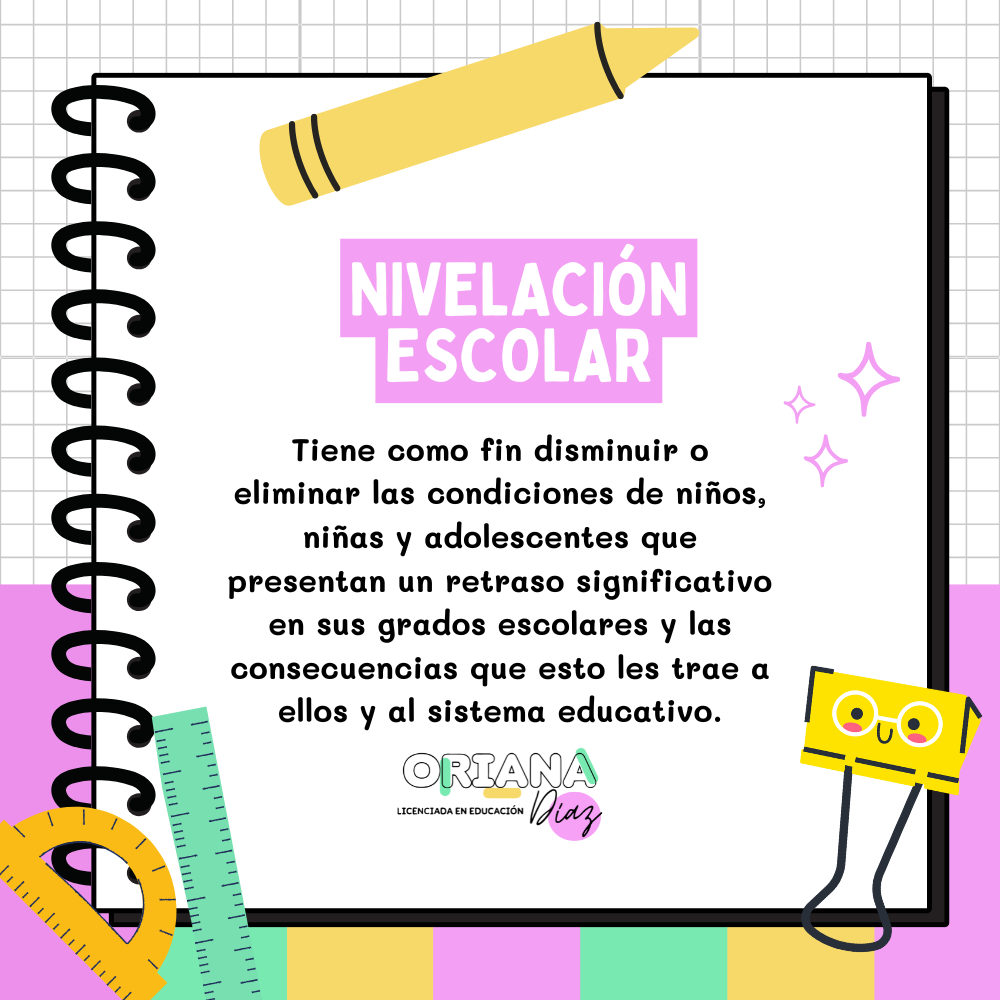 NIVELACIÓN
ESCOLAR
Tiene como fin disminuir o
eliminar las condiciones de niños,
niñas y adolescentes que
presentan un retraso significativo
en sus grados escolares y las
consecuencias que esto les trae a
ellos y al sistema educativo.
ORIANA
LICENCIADA EN EDUCACIÓN Díaz